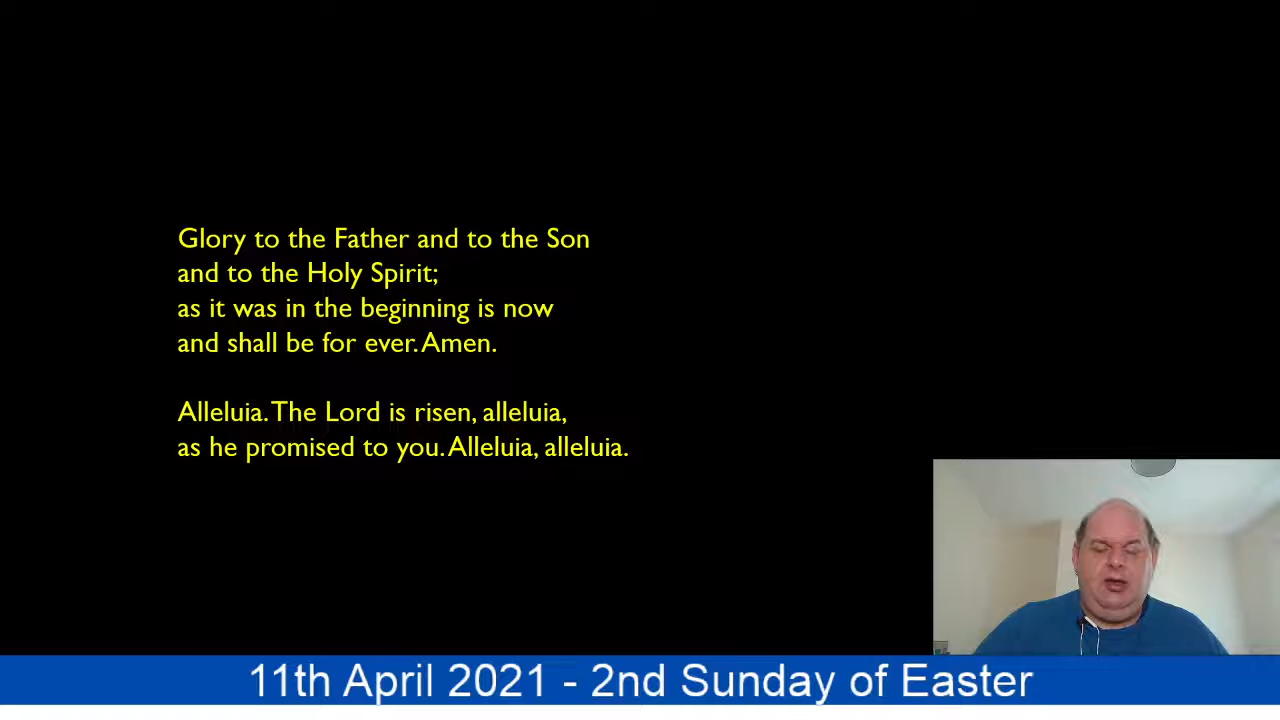 Glory to the Father and to the Son
and to the Holy Spirit;
as it was in the beginning is now
and shall be for ever. Amen.
Alleluia. The Lord is risen, alleluia,
as he promised to you. Alleluia, alleluia.
11th April 2021 - 2nd Sunday of Easter